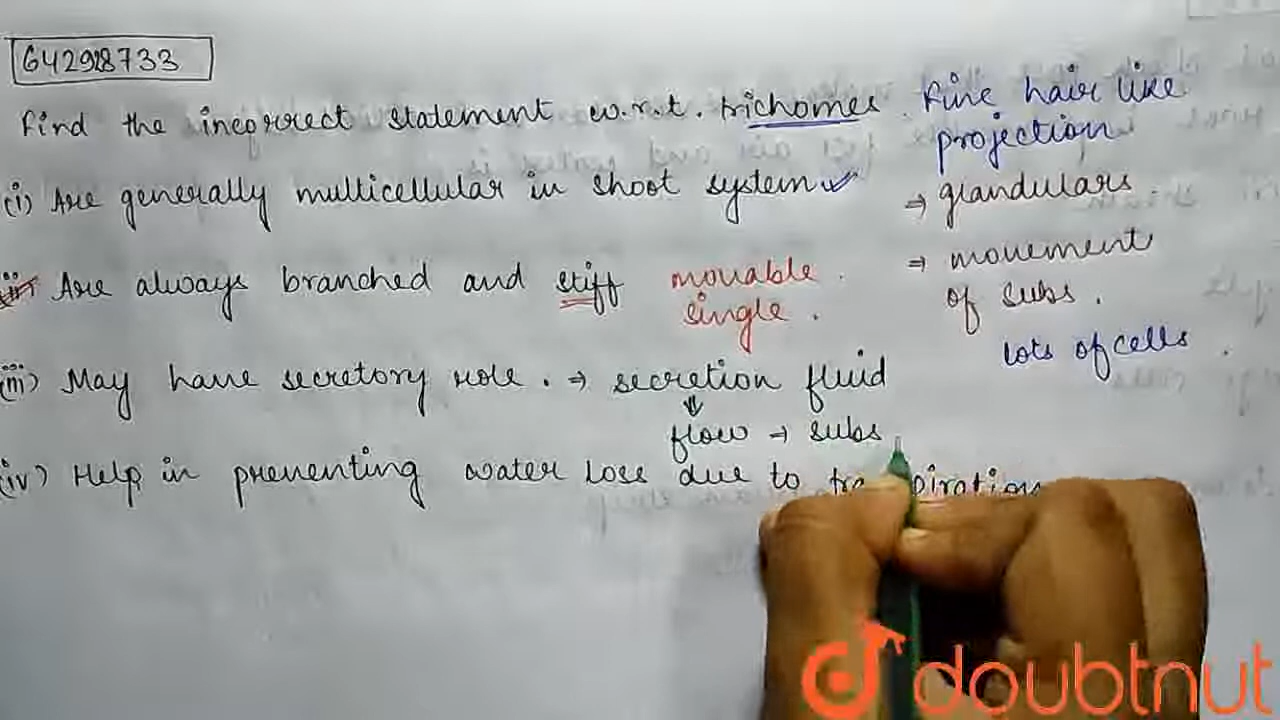 642928733
Find the incorrect statement w.r.t. trichomes. Fine hair like
projection
(i) Are generally multicellular in shoot system ✓
⇒ glandulars
(ii) Are always branched and stiff movable.
single.
⇒ movement
of subs.
lots of cells.
(iii) May have secretory role. ⇒ secretion fluid
⇓
flow → subs
(iv) Help in preventing water loss due to
doubtnut